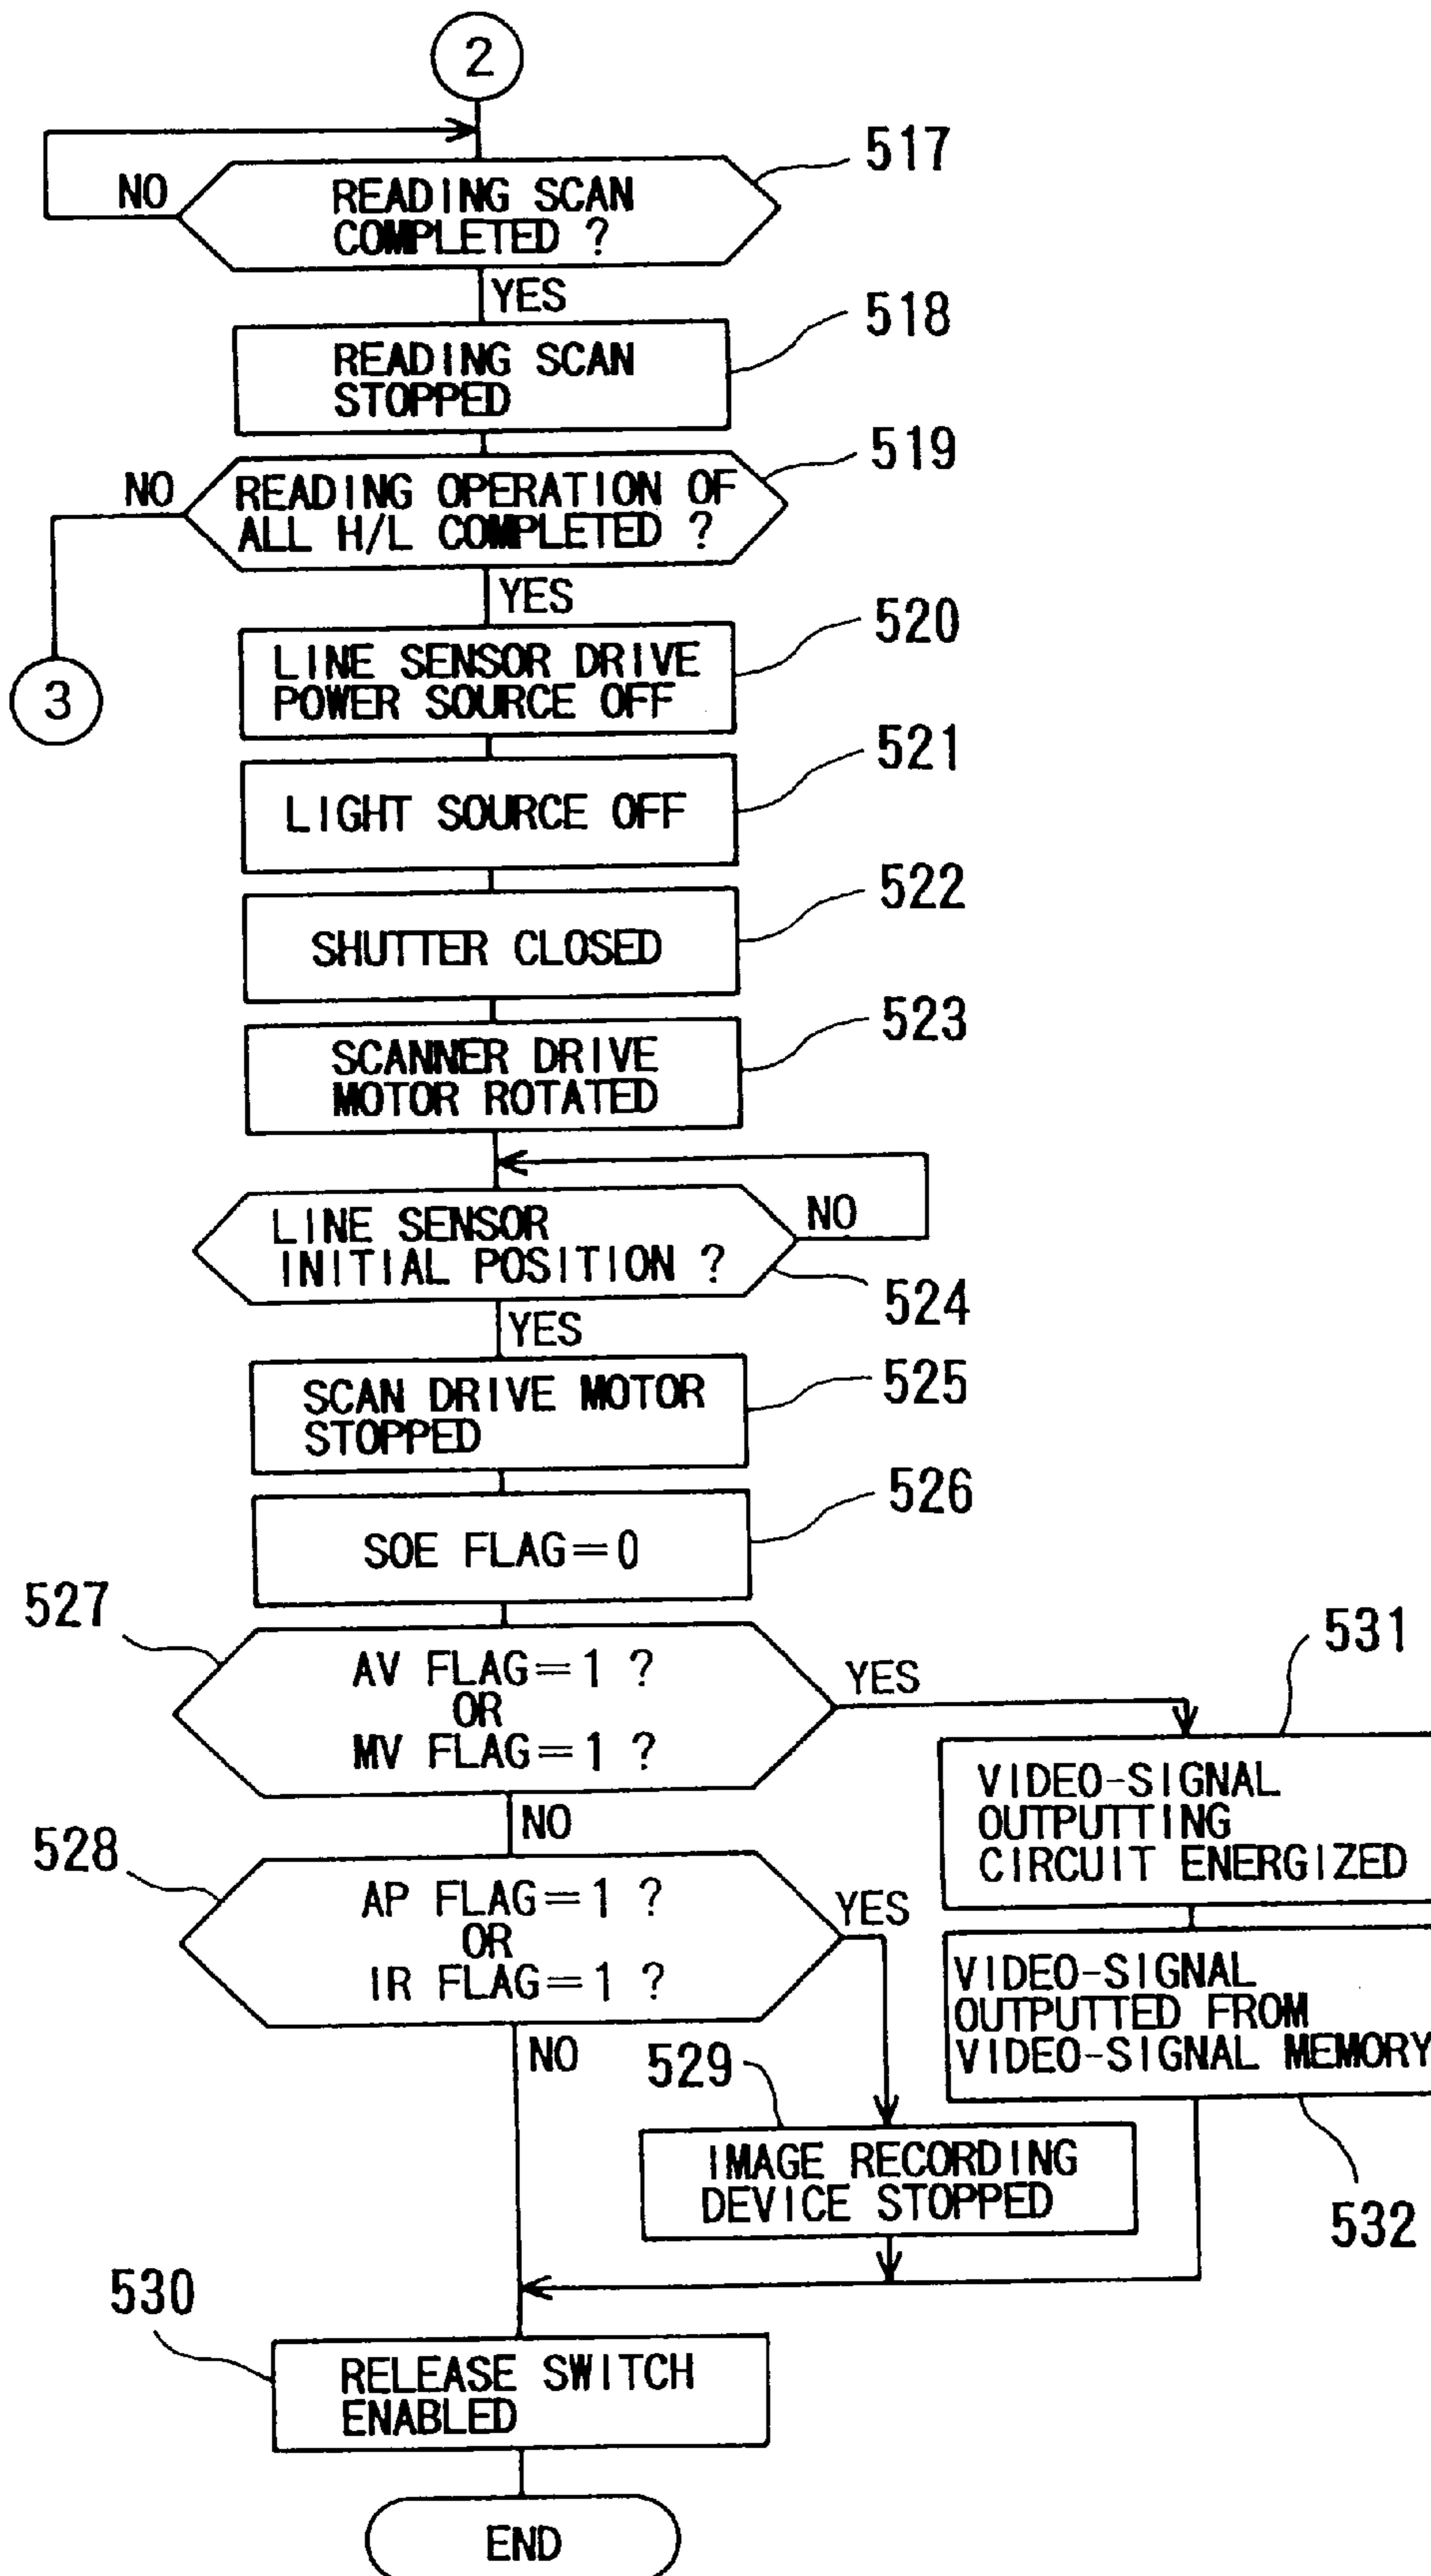 2
517
NO
READING SCAN
COMPLETED ?
YES
518
READING SCAN
STOPPED
519
NO
READING OPERATION OF
ALL H/L COMPLETED ?
YES
3
520
LINE SENSOR DRIVE
POWER SOURCE OFF
521
LIGHT SOURCE OFF
522
SHUTTER CLOSED
523
SCANNER DRIVE
MOTOR ROTATED
LINE SENSOR
INITIAL POSITION ?
NO
524
YES
525
SCAN DRIVE MOTOR
STOPPED
526
SOE FLAG=0
527
AV FLAG=1 ?
OR
MV FLAG=1 ?
YES
531
NO
VIDEO-SIGNAL
OUTPUTTING
CIRCUIT ENERGIZED
528
AP FLAG=1 ?
OR
IR FLAG=1 ?
YES
VIDEO-SIGNAL
OUTPUTTED FROM
VIDEO-SIGNAL MEMORY
532
NO
529
IMAGE RECORDING
DEVICE STOPPED
530
RELEASE SWITCH
ENABLED
END